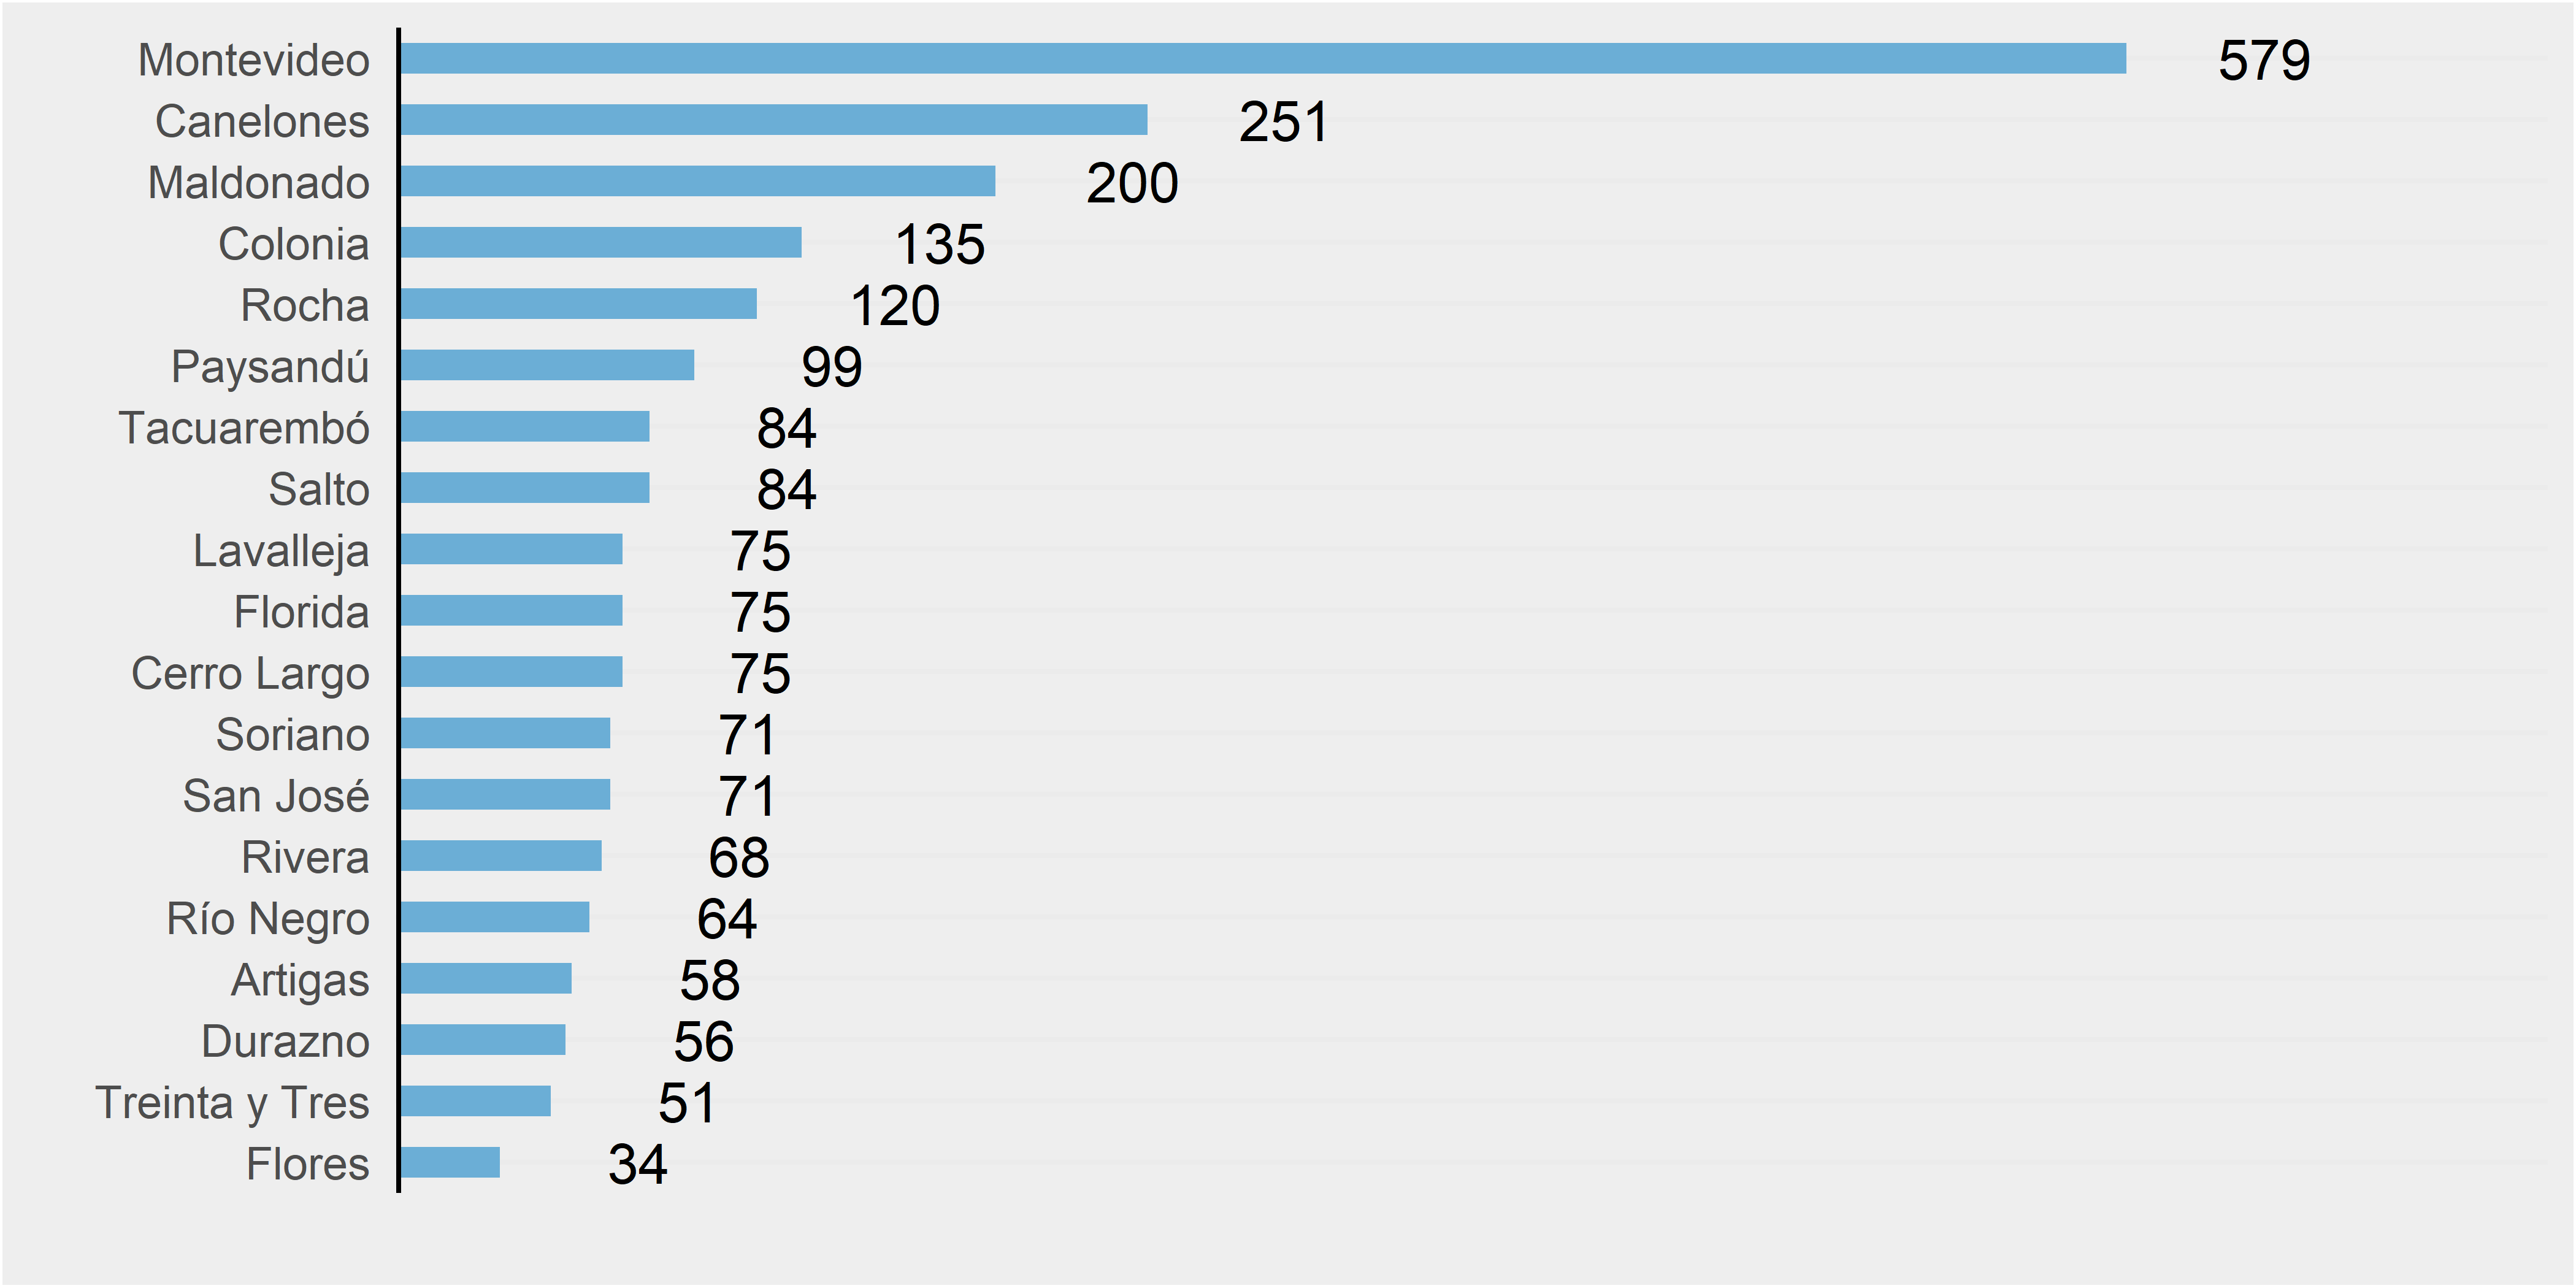 Montevideo 579
Canelones 251
Maldonado 200
Colonia 135
Rocha 120
Paysandú 99
Tacuarembó 84
Salto 84
Lavalleja 75
Florida 75
Cerro Largo 75
Soriano 71
San José 71
Rivera 68
Río Negro 64
Artigas 58
Durazno 56
Treinta y Tres 51
Flores 34